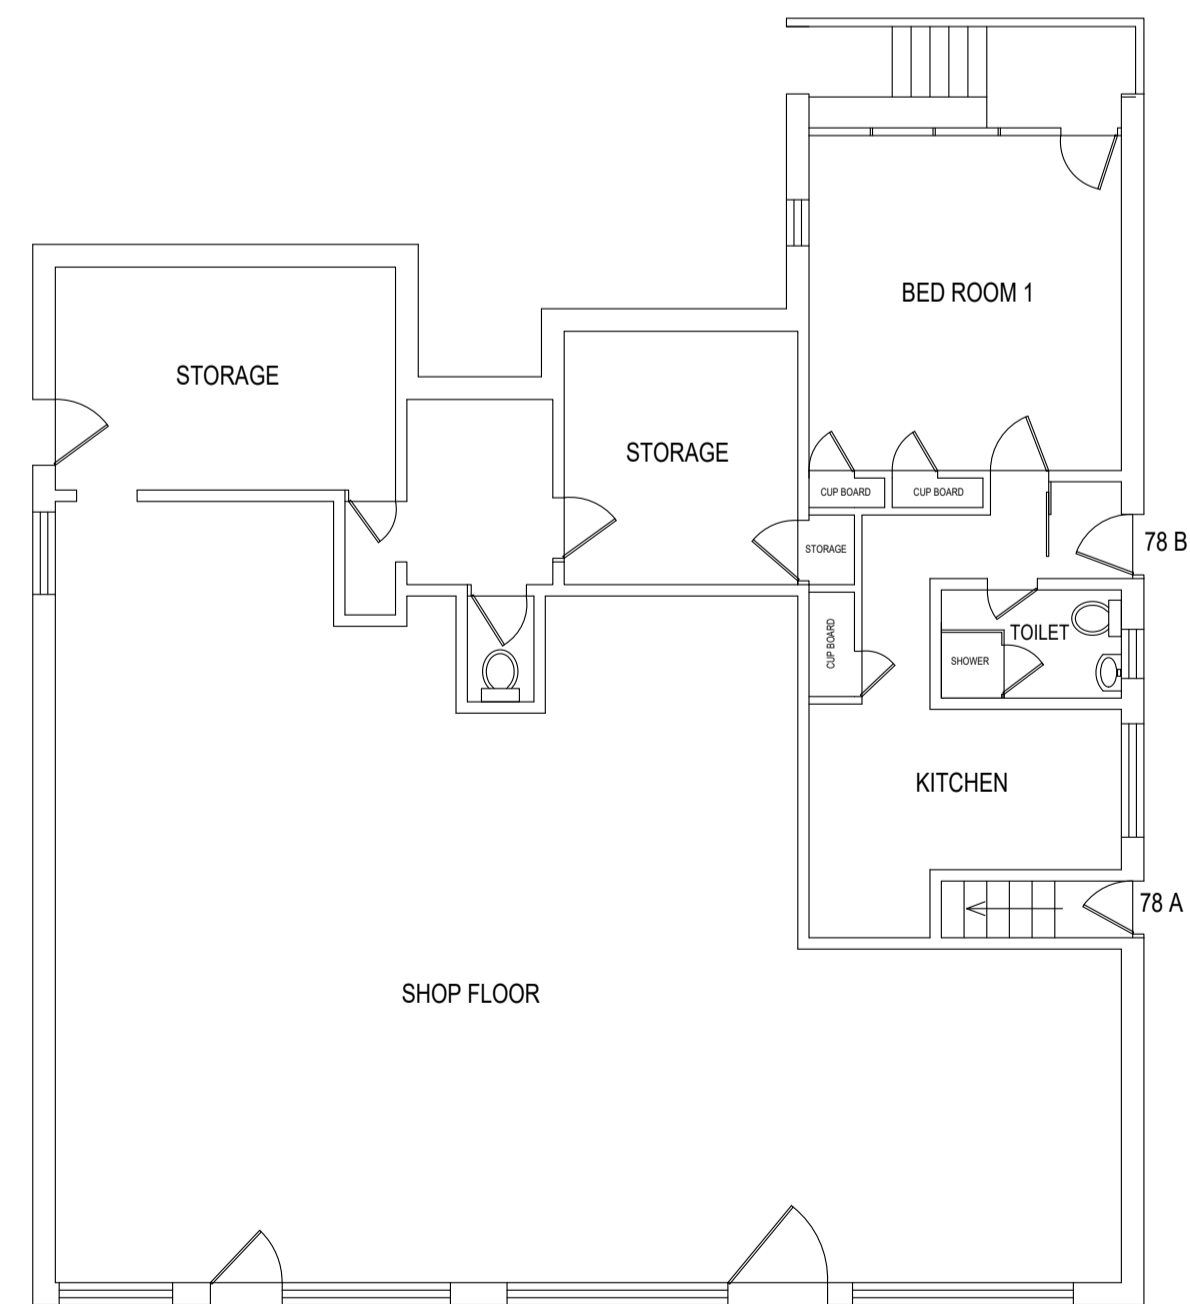 BED ROOM 1
STORAGE
STORAGE
CUP BOARD
CUP BOARD
STORAGE
78 B
CUP BOARD
TOILET
SHOWER
KITCHEN
78 A
SHOP FLOOR